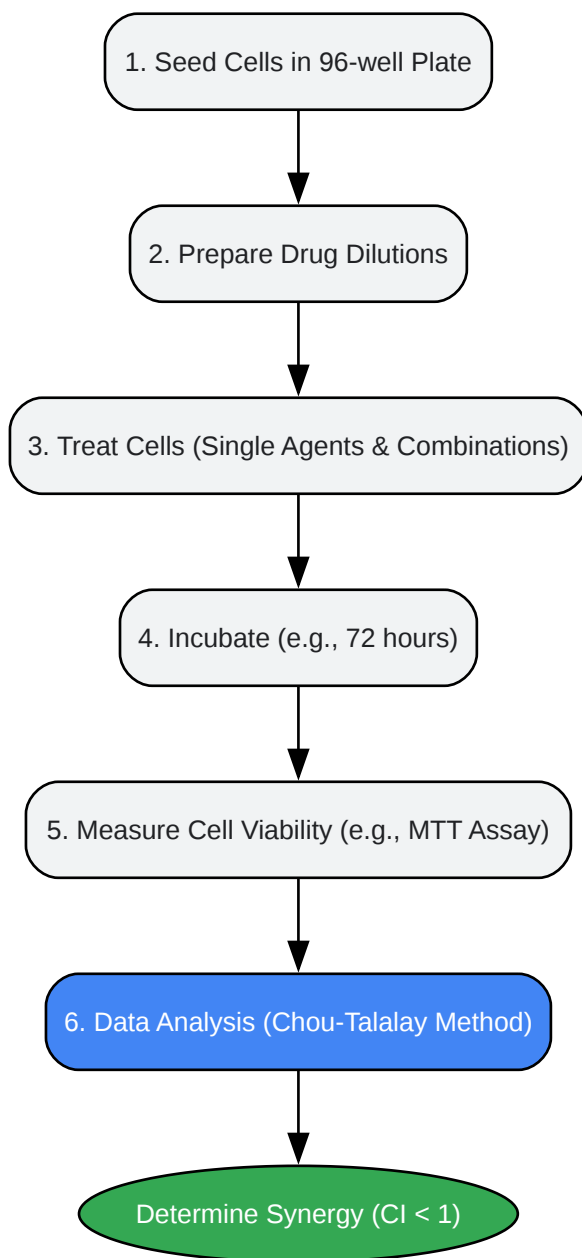 1. Seed Cells in 96-well Plate
2. Prepare Drug Dilutions
3. Treat Cells (Single Agents & Combinations)
4. Incubate (e.g., 72 hours)
5. Measure Cell Viability (e.g., MTT Assay)
6. Data Analysis (Chou-Talalay Method)
Determine Synergy (CI < 1)